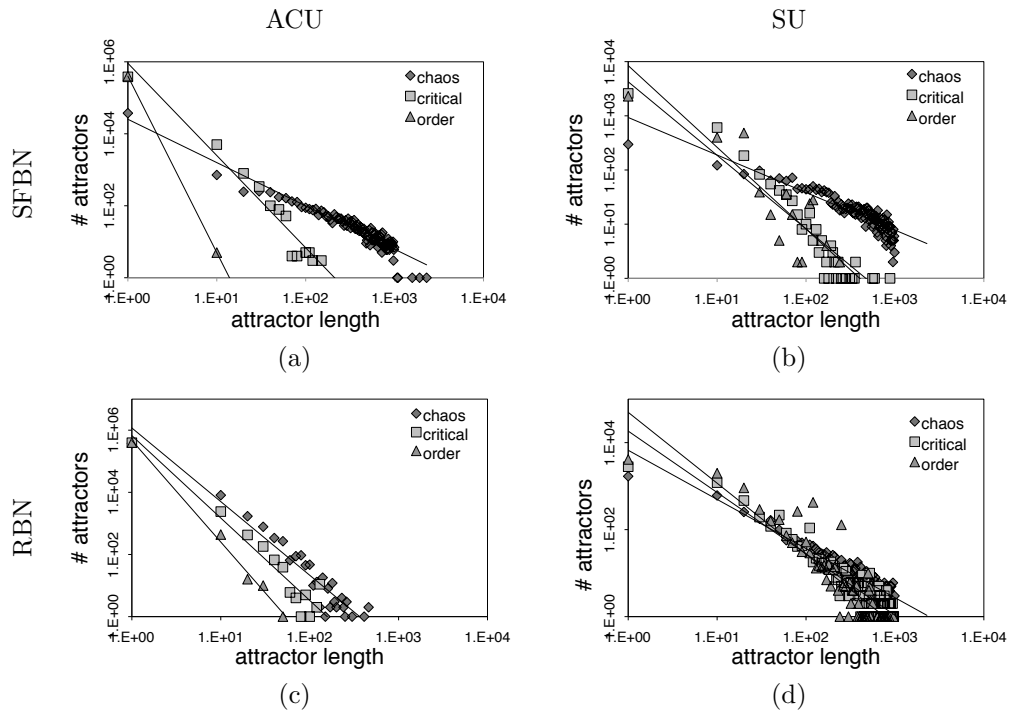 ACU
SU
SFBN
# attractors
1.E+06
1.E+04
1.E+02
1.E+00
chaos
critical
order
1.E+00
1.E+01
1.E+02
1.E+03
1.E+04
attractor length
(a)
# attractors
1.E+04
1.E+03
1.E+02
1.E+01
1.E+00
chaos
critical
order
1.E+00
1.E+01
1.E+02
1.E+03
1.E+04
attractor length
(b)
RBN
# attractors
1.E+06
1.E+04
1.E+02
1.E+00
chaos
critical
order
1.E+00
1.E+01
1.E+02
1.E+03
1.E+04
attractor length
(c)
# attractors
1.E+04
1.E+02
1.E+00
chaos
critical
order
1.E+00
1.E+01
1.E+02
1.E+03
1.E+04
attractor length
(d)